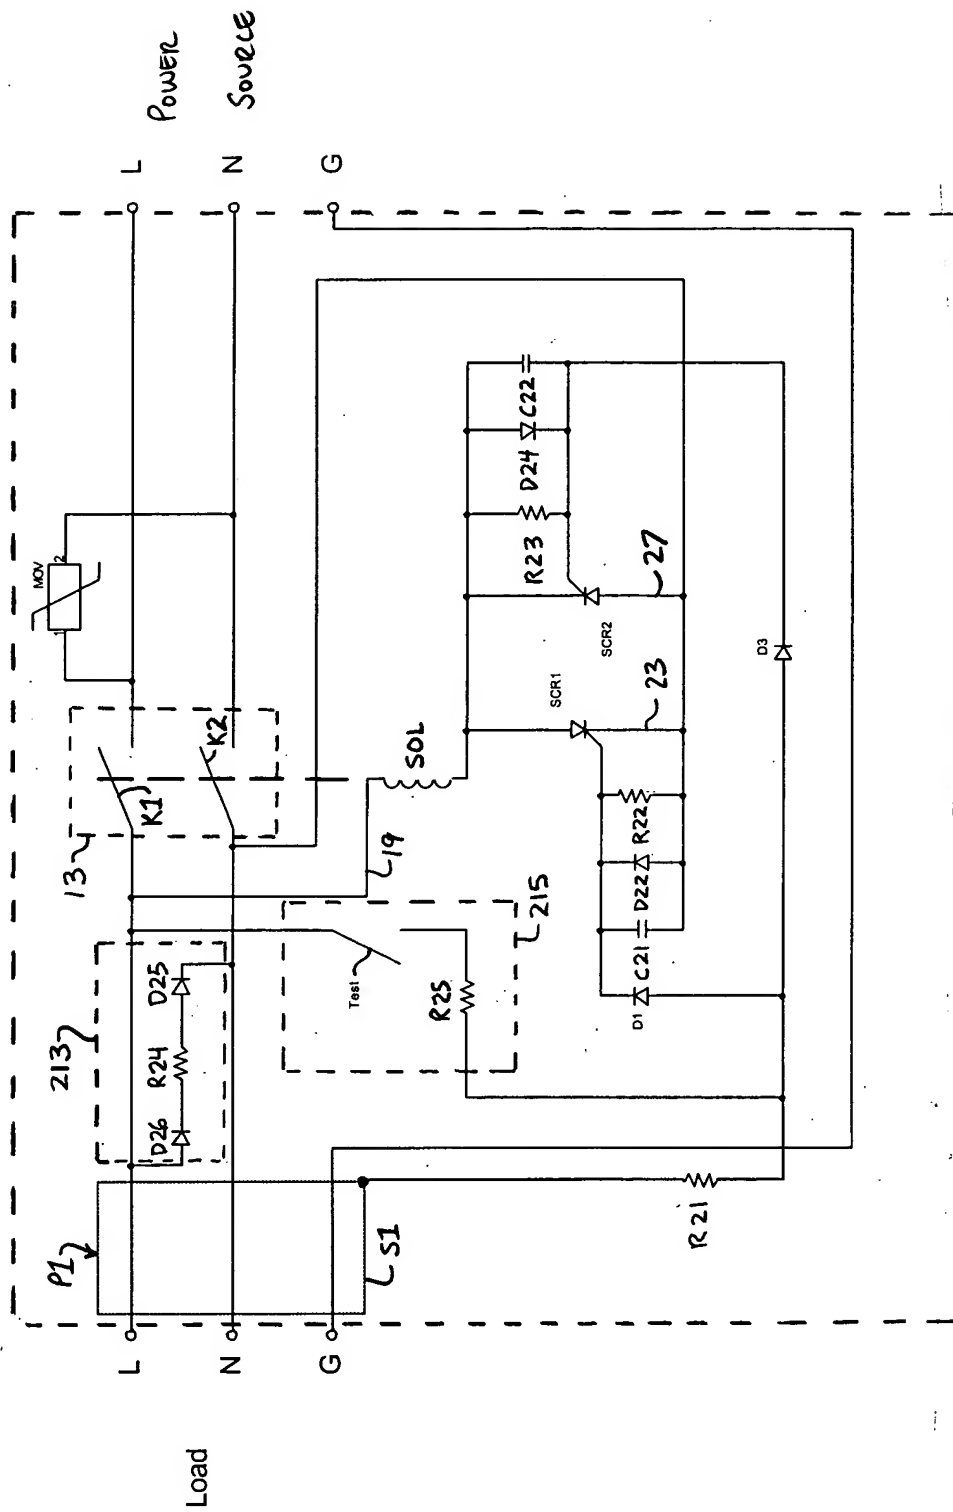 POWER
SOURCE
L
N
G
MOV
1
2
13
K1
K2
SOL
19
C22
D24
R23
27
SCR2
SCR1
23
D3
R22
D22
C21
D1
213
D25
R24
D26
215
Test
R25
R21
P1
S1
L
N
G
Load